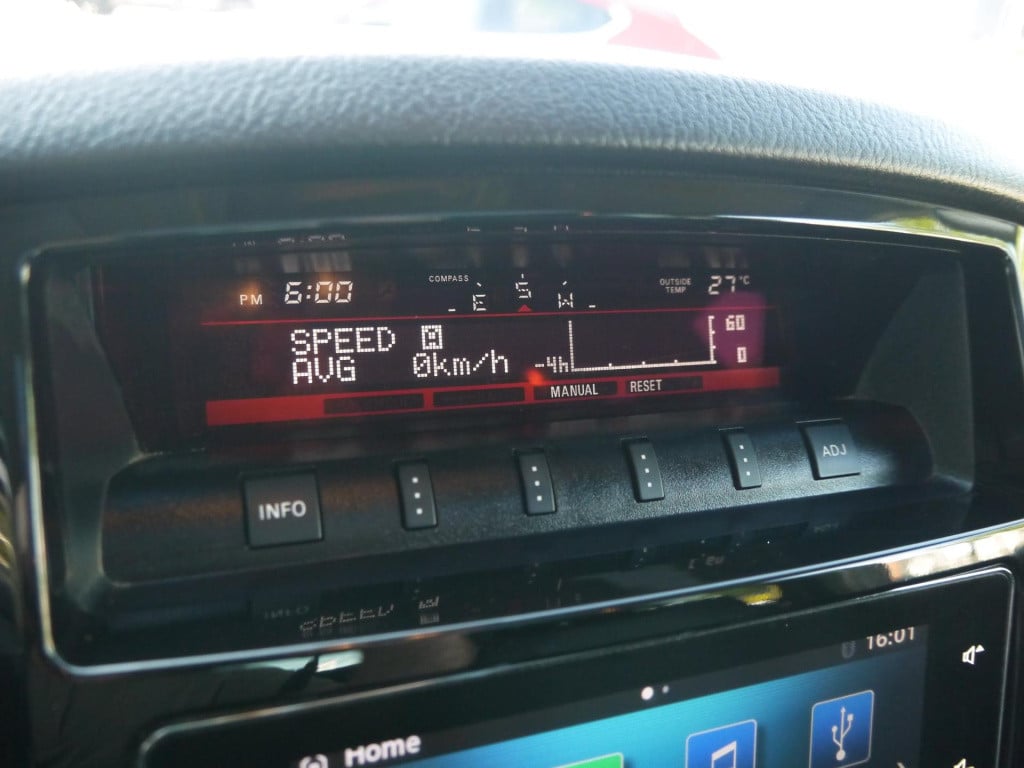 PM 6:00 COMPASS E S W OUTSIDE TEMP 27°C
SPEED 60
AVG 0km/h -4h 0
MANUAL RESET
INFO ADJ
16:01
Home